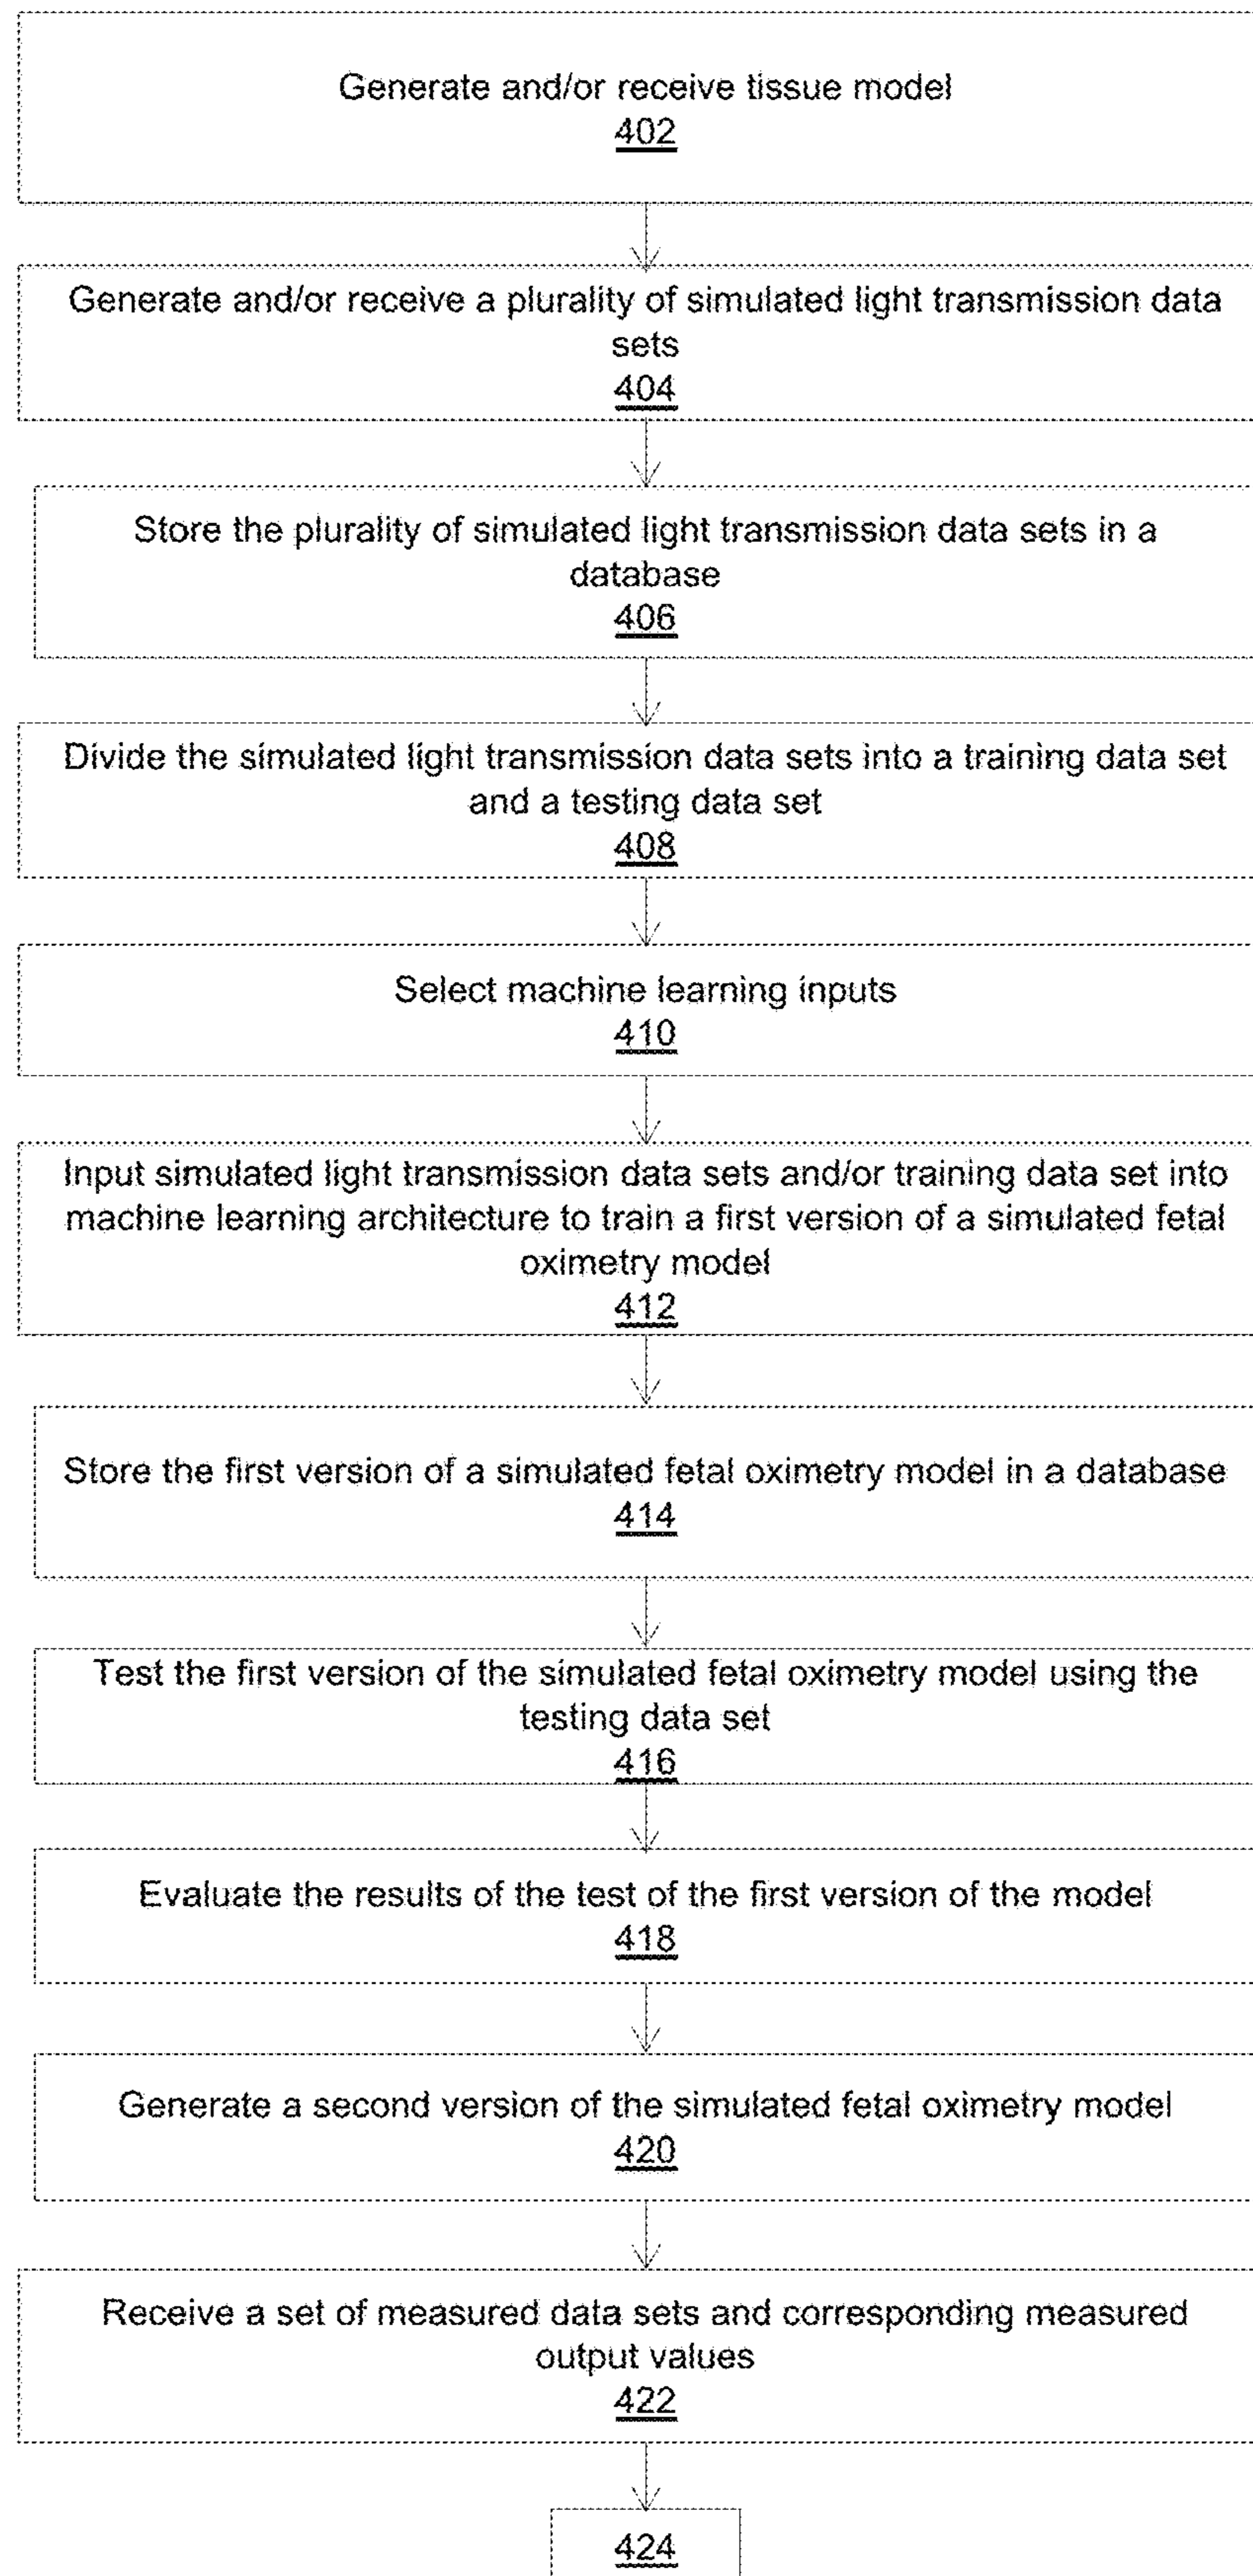 Generate and/or receive tissue model
402
Generate and/or receive a plurality of simulated light transmission data
sets
404
Store the plurality of simulated light transmission data sets in a
database
406
Divide the simulated light transmission data sets into a training data set
and a testing data set
408
Select machine learning inputs
410
Input simulated light transmission data sets and/or training data set into
machine learning architecture to train a first version of a simulated fetal
oximetry model
412
Store the first version of a simulated fetal oximetry model in a database
414
Test the first version of the simulated fetal oximetry model using the
testing data set
416
Evaluate the results of the test of the first version of the model
418
Generate a second version of the simulated fetal oximetry model
420
Receive a set of measured data sets and corresponding measured
output values
422
424